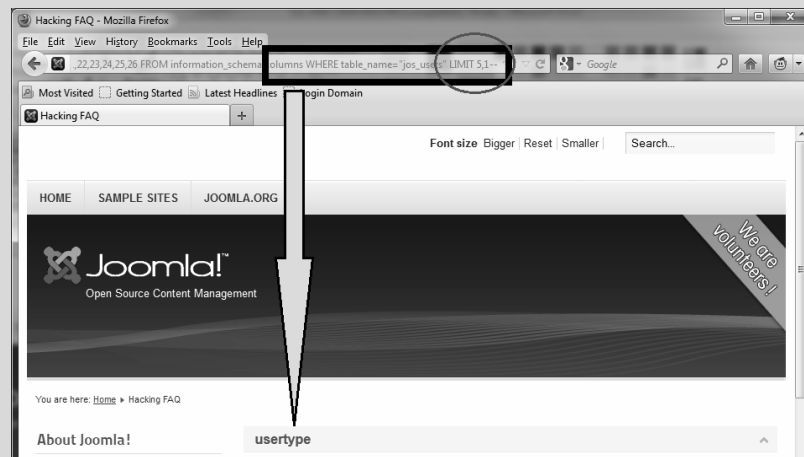 Hacking FAQ - Mozilla Firefox
File Edit View History Bookmarks Tools Help
,22,23,24,25,26 FROM information_schema columns WHERE table_name="jos_users" LIMIT 5,1--
Google
Most Visited Getting Started Latest Headlines Login Domain
Hacking FAQ
Font size Bigger Reset Smaller Search...
HOME SAMPLE SITES JOOMLA.ORG
Joomla!™
Open Source Content Management
We are volunteers!
You are here: Home Hacking FAQ
About Joomla! usertype